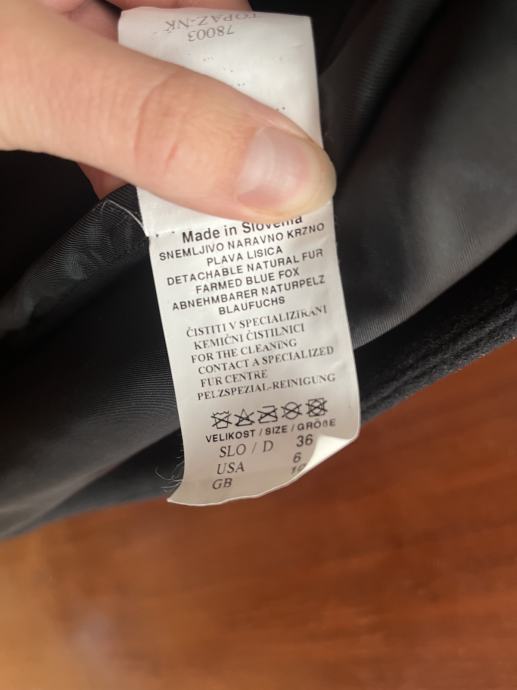 TOPAZ-NK
78003
Made in Slovenia
SNEMLJIVO NARAVNO KRZNO
PLAVA LISICA
DETACHABLE NATURAL FUR
FARMED BLUE FOX
ABNEHMBARER NATURPELZ
BLAUFUCHS
ČISTITI V SPECIALIZIRANI
KEMIČNI ČISTILNICI
FOR THE CLEANING
CONTACT A SPECIALIZED
FUR CENTRE
PELZSPEZIAL-REINIGUNG
VELIKOST / SIZE / GRÖßE
SLO / D 36
USA 6
GB